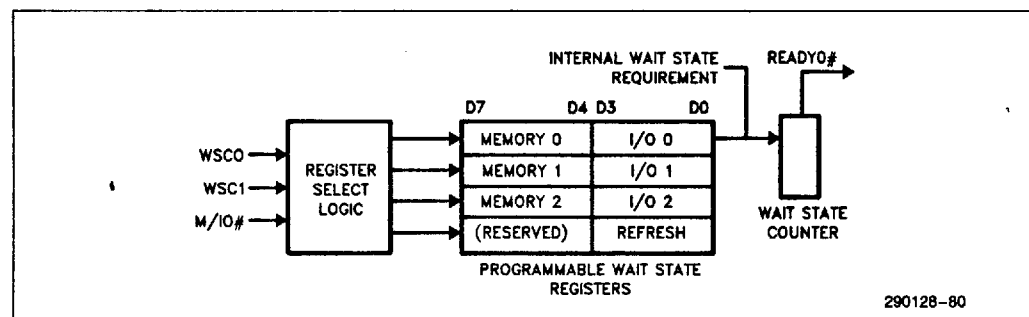 INTERNAL WAIT STATE
REQUIREMENT
READYO#
D7 D4 D3 D0
WSC0
WSC1
M/IO#
REGISTER
SELECT
LOGIC
MEMORY 0 I/O 0
MEMORY 1 I/O 1
MEMORY 2 I/O 2
(RESERVED) REFRESH
WAIT STATE
COUNTER
PROGRAMMABLE WAIT STATE
REGISTERS
290128-80